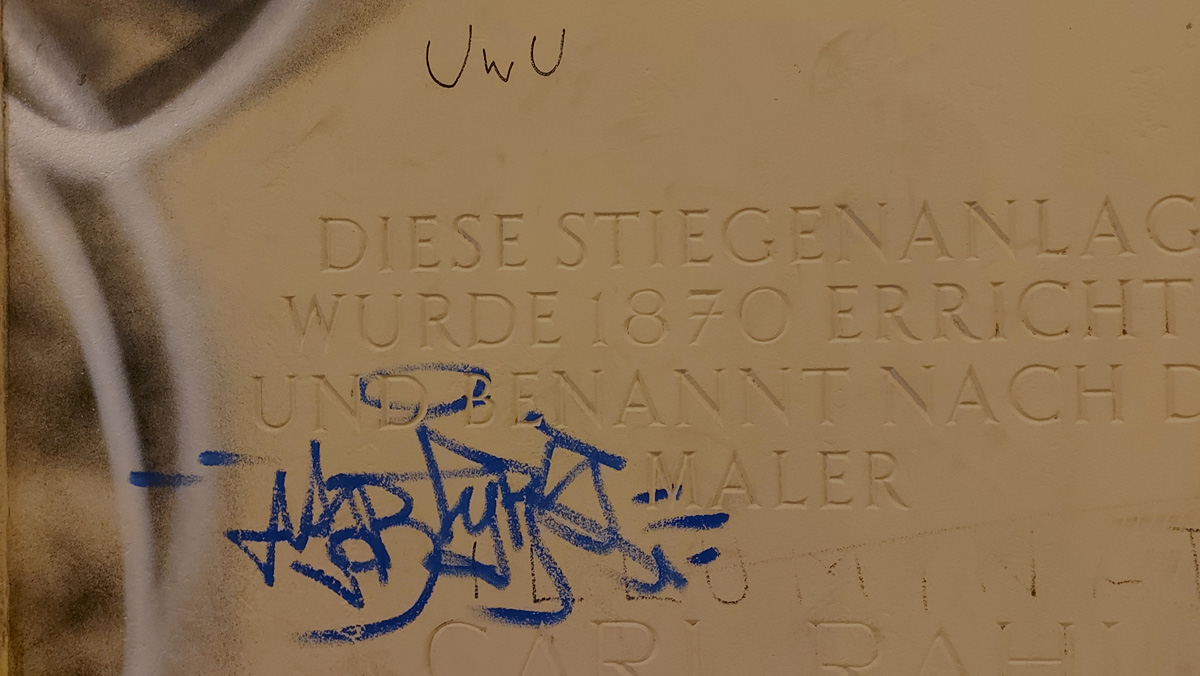 UwU
DIESE STIEGENANLAG
WURDE 1870 ERRICHT
UND BENANNT NACH D
MALER
CARL RAHL